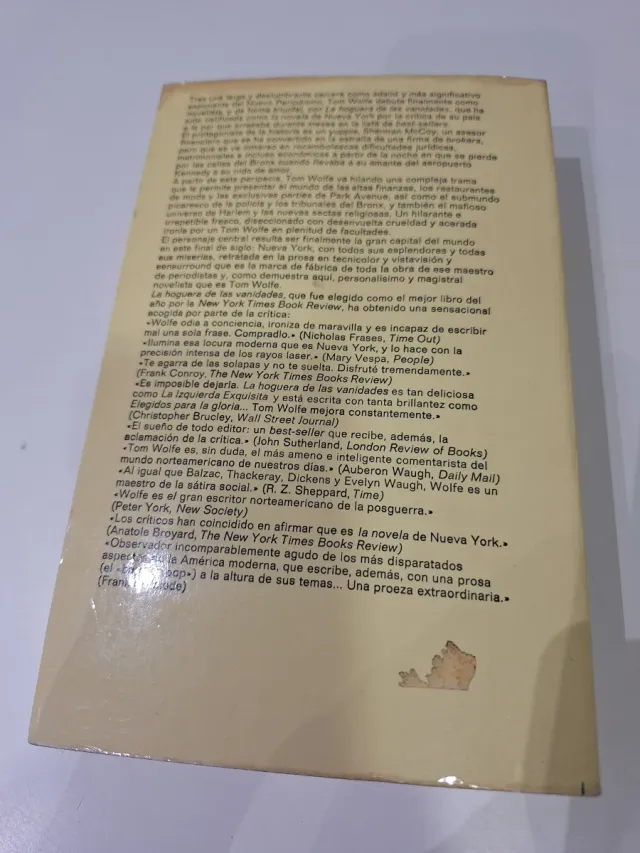 Tras una larga y deslumbrante carrera como adalid y más significativo
exponente del Nuevo Periodismo, Tom Wolfe debuta finalmente como
novelista, y de forma triunfal, con La hoguera de las vanidades, que ha
sido calificada como la novela de Nueva York por la crítica de su país
a la par que escalaba durante meses en la lista de best-sellers.
El protagonista de la historia es un yuppie, Sherman McCoy, un asesor
financiero que se ha convertido en la estrella de una firma de brokers,
pero que se ve inmerso en rocambolescas dificultades jurídicas,
matrimoniales e incluso económicas a partir de la noche en que se pierde
por las calles del Bronx cuando llevaba a su amante del aeropuerto
Kennedy a su nido de amor.
A partir de esta peripecia, Tom Wolfe va hilando una compleja trama
que le permite presentar el mundo de las altas finanzas, los restaurantes
de moda y las exclusivas parties de Park Avenue, así como el submundo
picaresco de la policía y los tribunales del Bronx, y también el mafioso
universo de Harlem y las nuevas sectas religiosas. Un hilarante e
irrepetible fresco, diseccionado con desenvuelta crueldad y acerada
ironía por un Tom Wolfe en plenitud de facultades.
El personaje central resulta ser finalmente la gran capital del mundo
en este final de siglo: Nueva York, con todos sus esplendores y todas
sus miserias, retratada en la prosa en tecnicolor y vistavisión y
sensurround que es la marca de fábrica de toda la obra de ese maestro
de periodistas y, como demuestra aquí, personalísimo y magistral
novelista que es Tom Wolfe.
La hoguera de las vanidades, que fue elegido como el mejor libro del
año por la New York Times Book Review, ha obtenido una sensacional
acogida por parte de la crítica:
«Wolfe odia a conciencia, ironiza de maravilla y es incapaz de escribir
mal una sola frase. Compradlo.» (Nicholas Frases, Time Out)
«Ilumina esa locura moderna que es Nueva York, y lo hace con la
precisión intensa de los rayos laser.» (Mary Vespa, People)
«Te agarra de las solapas y no te suelta. Disfruté tremendamente.»
(Frank Conroy, The New York Times Books Review)
«Es imposible dejarla. La hoguera de las vanidades es tan deliciosa
como La Izquierda Exquisita y está escrita con tanta brillantez como
Elegidos para la gloria... Tom Wolfe mejora constantemente.»
(Christopher Brucley, Wall Street Journal)
«El sueño de todo editor: un best-seller que recibe, además, la
aclamación de la crítica.» (John Sutherland, London Review of Books)
«Tom Wolfe es, sin duda, el más ameno e inteligente comentarista del
mundo norteamericano de nuestros días.» (Auberon Waugh, Daily Mail)
«Al igual que Balzac, Thackeray, Dickens y Evelyn Waugh, Wolfe es un
maestro de la sátira social.» (R. Z. Sheppard, Time)
«Wolfe es el gran escritor norteamericano de la posguerra.»
(Peter York, New Society)
«Los críticos han coincidido en afirmar que es la novela de Nueva York.»
(Anatole Broyard, The New York Times Books Review)
«Observador incomparablemente agudo de los más disparatados
aspectos la América moderna, que escribe, además, con una prosa
(el a la altura de sus temas... Una proeza extraordinaria.»